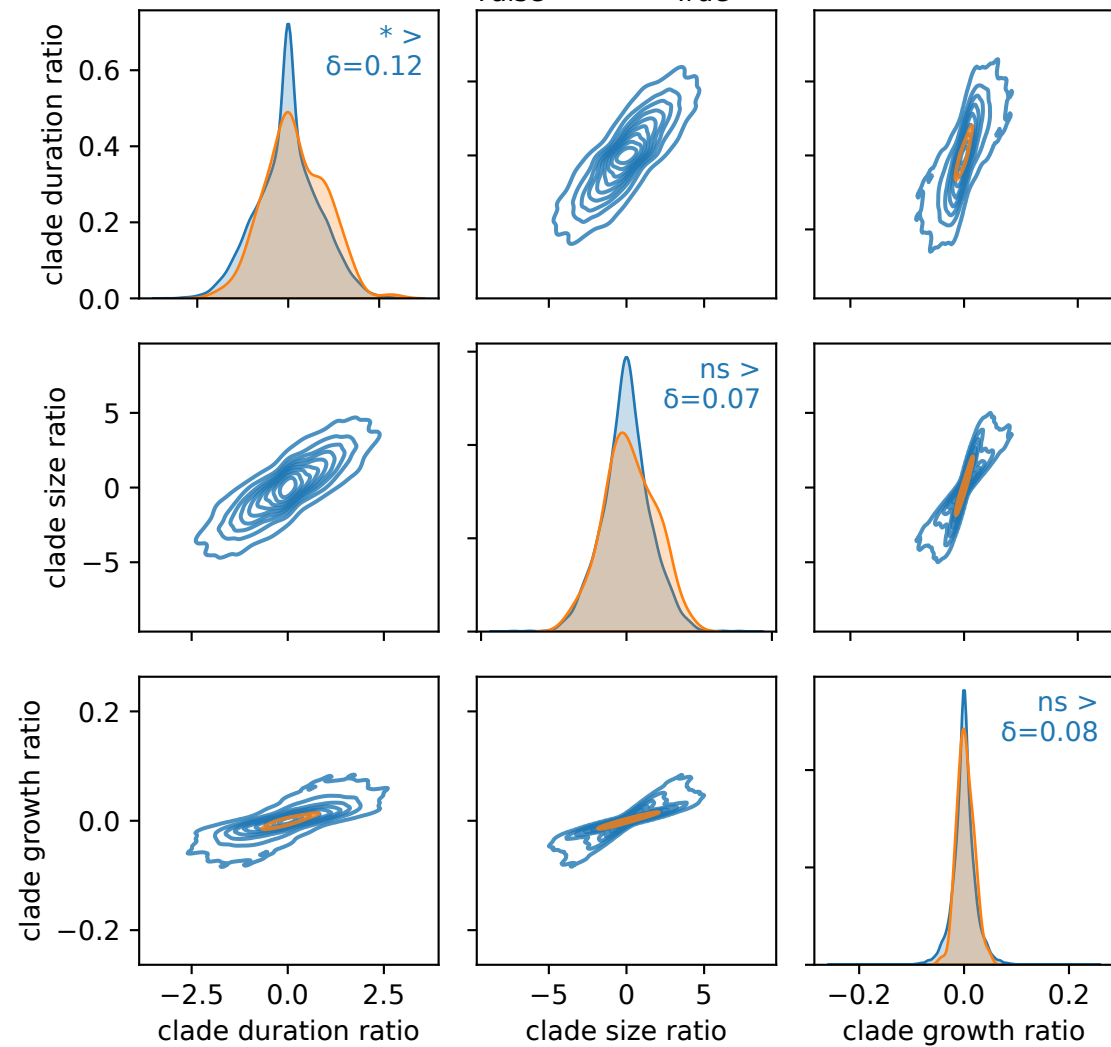 clade duration ratio
0.6
0.4
0.2
0.0
* >
δ=0.12
clade size ratio
5
0
−5
ns >
δ=0.07
clade growth ratio
0.2
0.0
−0.2
ns >
δ=0.08
−2.5 0.0 2.5
−5 0 5
−0.2 0.0 0.2
clade duration ratio
clade size ratio
clade growth ratio